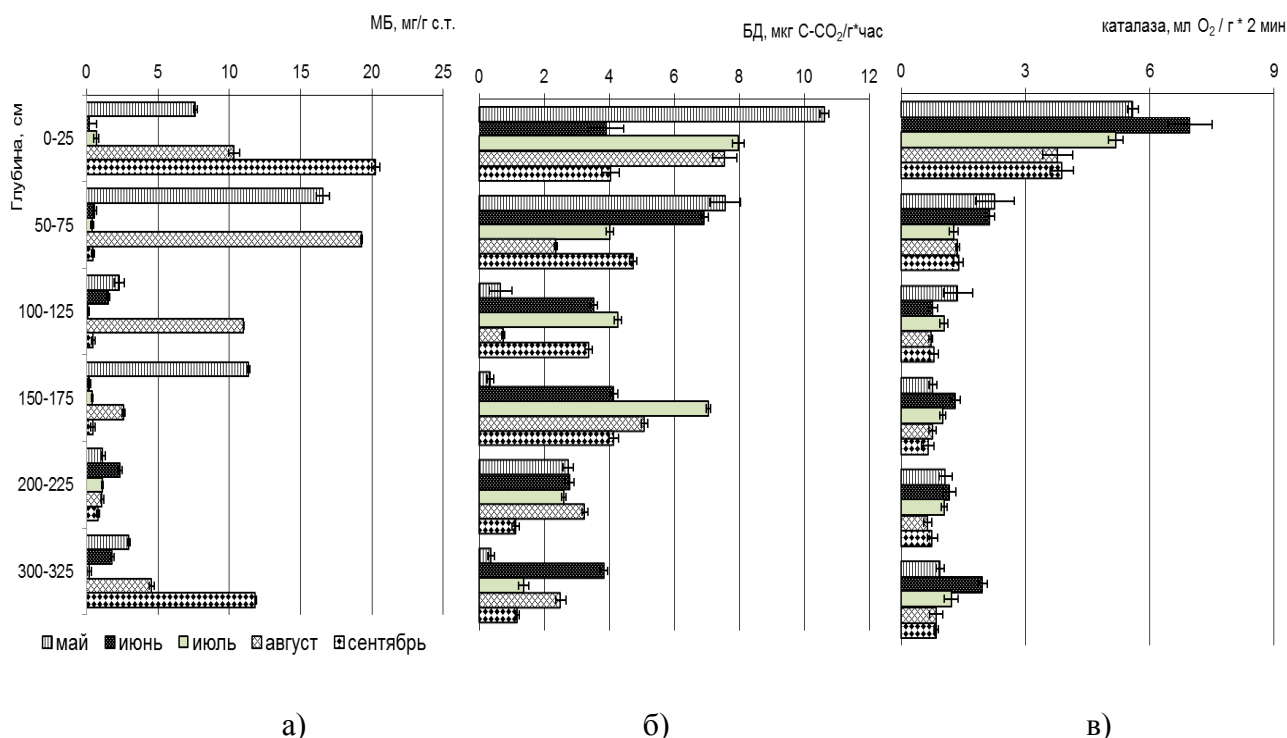 МБ, мг/г с.т.
0 5 10 15 20 25
Глубина, см
0-25
50-75
100-125
150-175
200-225
300-325
май июнь июль август сентябрь
а)
БД, мкг С-СО₂/г*час
0 2 4 6 8 10 12
б)
каталаза, мл О₂ / г * 2 мин
0 3 6 9
в)